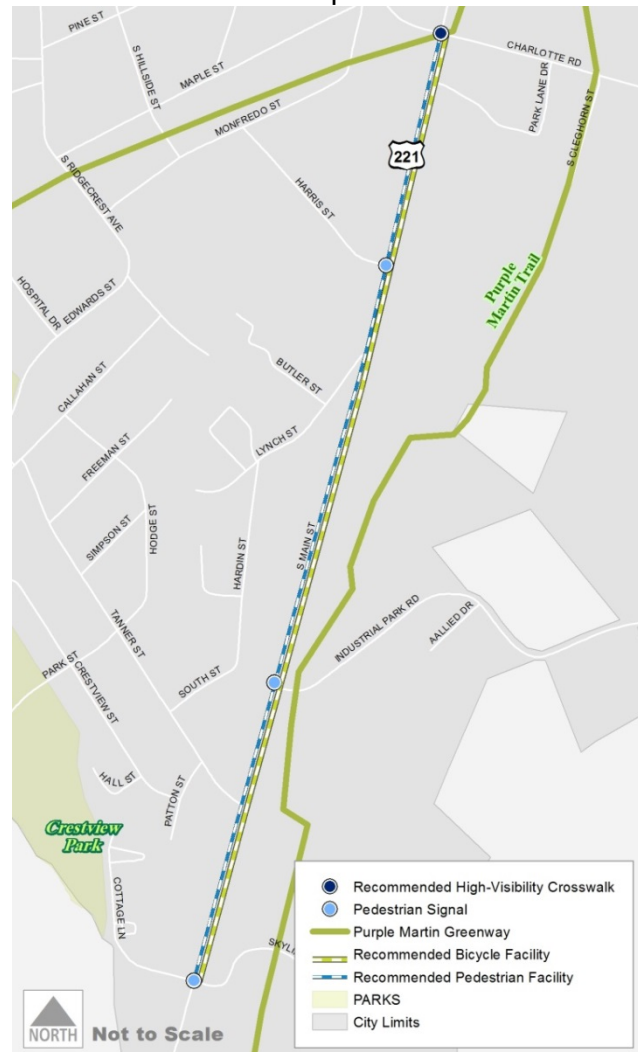 PINE ST
S HILLSIDE ST
MAPLE ST
MONFREDO ST
CHARLOTTE RD
PARK LANE DR
S CLEGHORN ST
221
S RIDGECREST AVE
HARRIS ST
HOSPITAL DR
EDWARDS ST
Purple
Martin Trail
CALLAHAN ST
BUTLER ST
FREEMAN ST
LYNCH ST
SIMPSON ST
HODGE ST
HARDIN ST
S MAIN ST
INDUSTRIAL PARK RD
AALLIED DR
TANNER ST
PARK ST
CRESTVIEW ST
SOUTH ST
HALL ST
PATTON ST
Crestview
Park
COTTAGE LN
Recommended High-Visibility Crosswalk
Pedestrian Signal
Purple Martin Greenway
Recommended Bicycle Facility
Recommended Pedestrian Facility
PARKS
City Limits
NORTH
Not to Scale